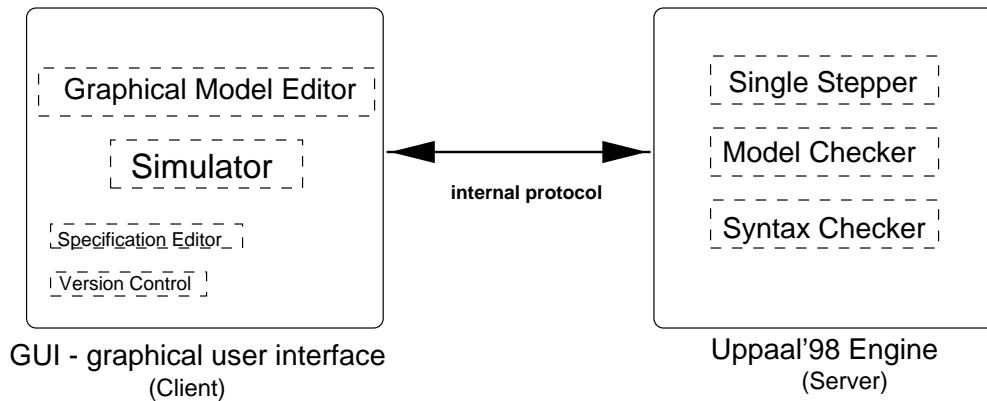 Graphical Model Editor
Simulator
Specification Editor
Version Control
internal protocol
Single Stepper
Model Checker
Syntax Checker
GUI - graphical user interface
(Client)
Uppaal’98 Engine
(Server)